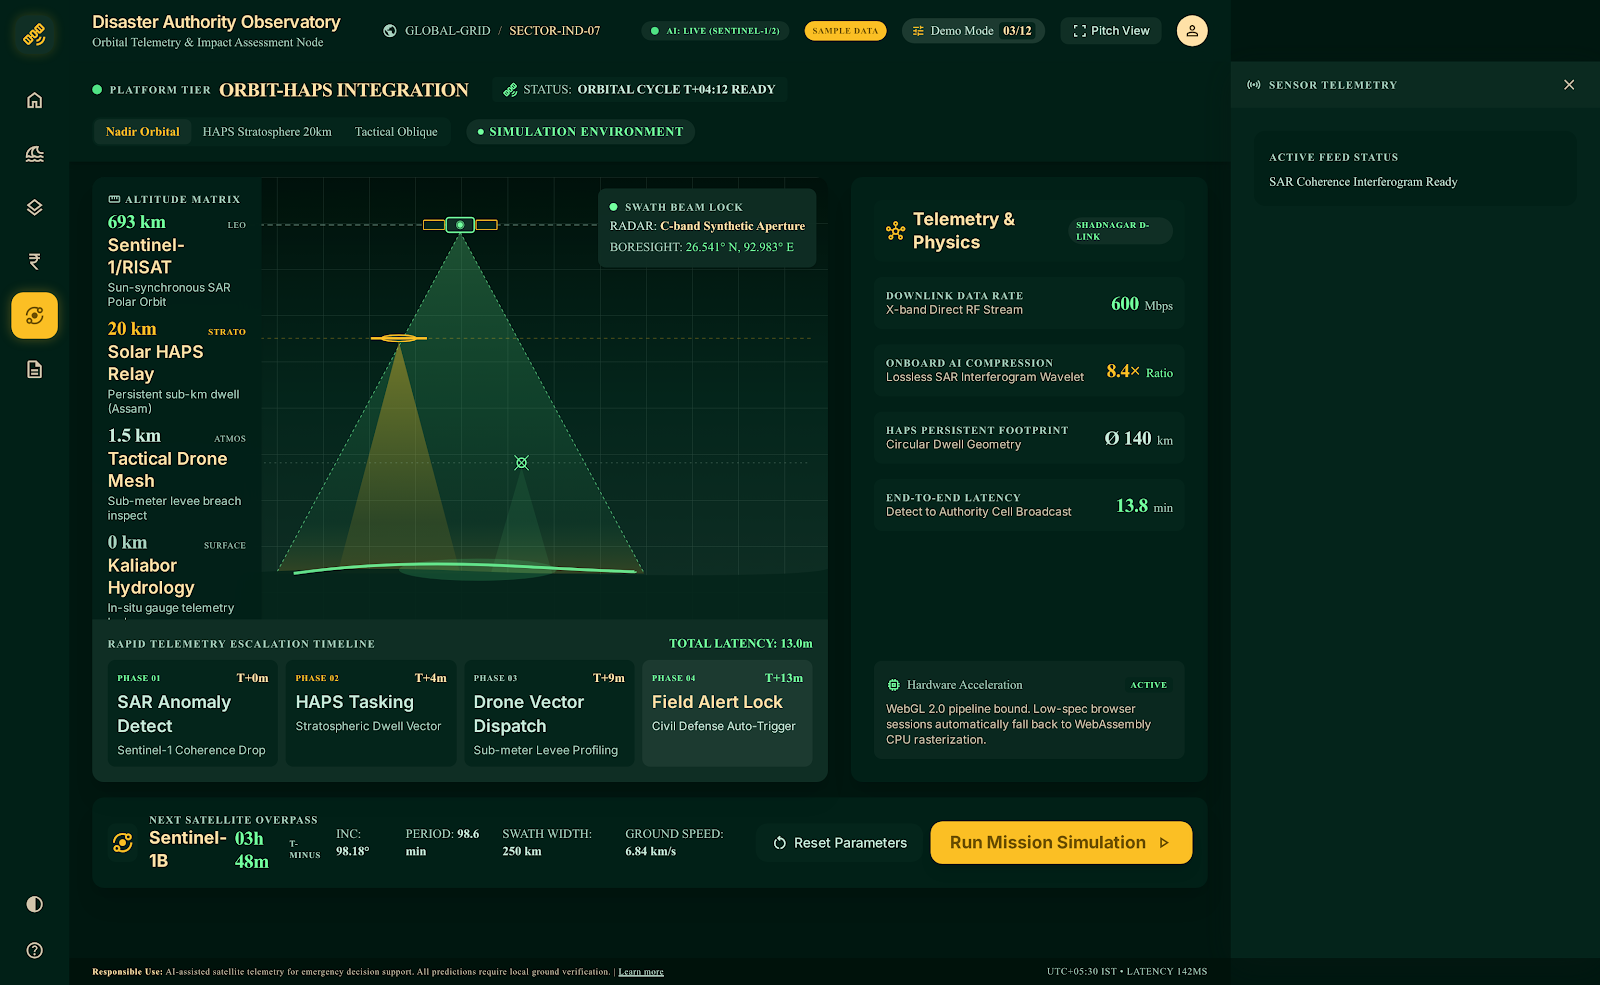 Disaster Authority Observatory
Orbital Telemetry & Impact Assessment Node
GLOBAL-GRID / SECTOR-IND-07
AI: LIVE (SENTINEL-1/2)
SAMPLE DATA
Demo Mode 03/12
Pitch View
PLATFORM TIER ORBIT-HAPS INTEGRATION
STATUS: ORBITAL CYCLE T+04:12 READY
Nadir Orbital
HAPS Stratosphere 20km
Tactical Oblique
SIMULATION ENVIRONMENT
ALTITUDE MATRIX
693 km LEO
Sentinel-
1/RISAT
Sun-synchronous SAR
Polar Orbit
20 km STRATO
Solar HAPS
Relay
Persistent sub-km dwell
(Assam)
1.5 km ATMOS
Tactical Drone
Mesh
Sub-meter levee breach
inspect
0 km SURFACE
Kaliabor
Hydrology
In-situ gauge telemetry
SWATH BEAM LOCK
RADAR: C-band Synthetic Aperture
BORESIGHT: 26.541° N, 92.983° E
RAPID TELEMETRY ESCALATION TIMELINE
TOTAL LATENCY: 13.0m
PHASE 01 T+0m
SAR Anomaly
Detect
Sentinel-1 Coherence Drop
PHASE 02 T+4m
HAPS Tasking
Stratospheric Dwell Vector
PHASE 03 T+9m
Drone Vector
Dispatch
Sub-meter Levee Profiling
PHASE 04 T+13m
Field Alert Lock
Civil Defense Auto-Trigger
Telemetry &
Physics
SHADNAGAR D-
LINK
DOWNLINK DATA RATE
X-band Direct RF Stream
600 Mbps
ONBOARD AI COMPRESSION
Lossless SAR Interferogram Wavelet
8.4× Ratio
HAPS PERSISTENT FOOTPRINT
Circular Dwell Geometry
Ø 140 km
END-TO-END LATENCY
Detect to Authority Cell Broadcast
13.8 min
Hardware Acceleration ACTIVE
WebGL 2.0 pipeline bound. Low-spec browser
sessions automatically fall back to WebAssembly
CPU rasterization.
SENSOR TELEMETRY
ACTIVE FEED STATUS
SAR Coherence Interferogram Ready
NEXT SATELLITE OVERPASS
Sentinel-
1B
03h
48m
T-
MINUS
INC:
98.18°
PERIOD: 98.6
min
SWATH WIDTH:
250 km
GROUND SPEED:
6.84 km/s
Reset Parameters
Run Mission Simulation
Responsible Use: AI-assisted satellite telemetry for emergency decision support. All predictions require local ground verification. | Learn more
UTC+05:30 IST • LATENCY 142MS